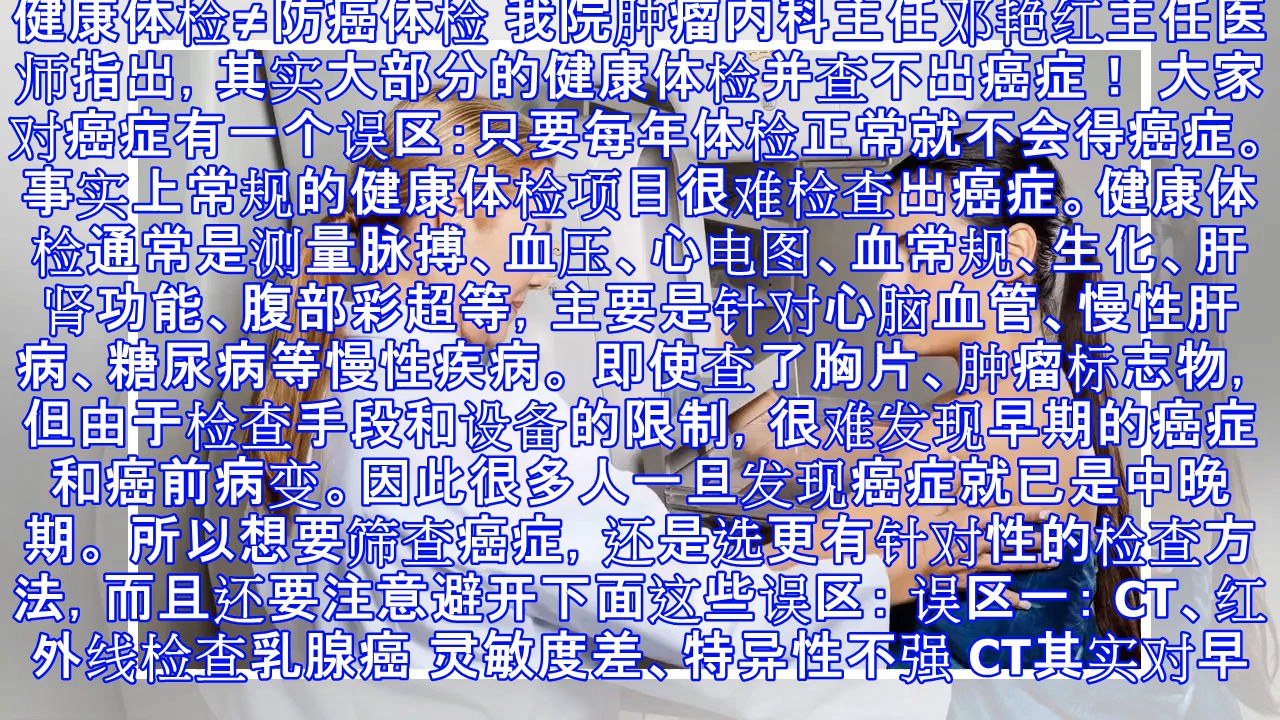 健康体检≠防癌体检 我院肿瘤内科主任邓艳红主任医
师指出, 其实大部分的健康体检并查不出癌症！ 大家
对癌症有一个误区:只要每年体检正常就不会得癌症。
事实上常规的健康体检项目很难检查出癌症。健康体
检通常是测量脉搏、血压、心电图、血常规、生化、肝
肾功能、腹部彩超等, 主要是针对心脑血管、慢性肝
病、糖尿病等慢性疾病。即使查了胸片、肿瘤标志物,
但由于检查手段和设备的限制, 很难发现早期的癌症
和癌前病变。因此很多人一旦发现癌症就已是中晚
期。所以想要筛查癌症, 还是选更有针对性的检查方
法, 而且还要注意避开下面这些误区：误区一：CT、红
外线检查乳腺癌 灵敏度差、特异性不强 CT其实对早